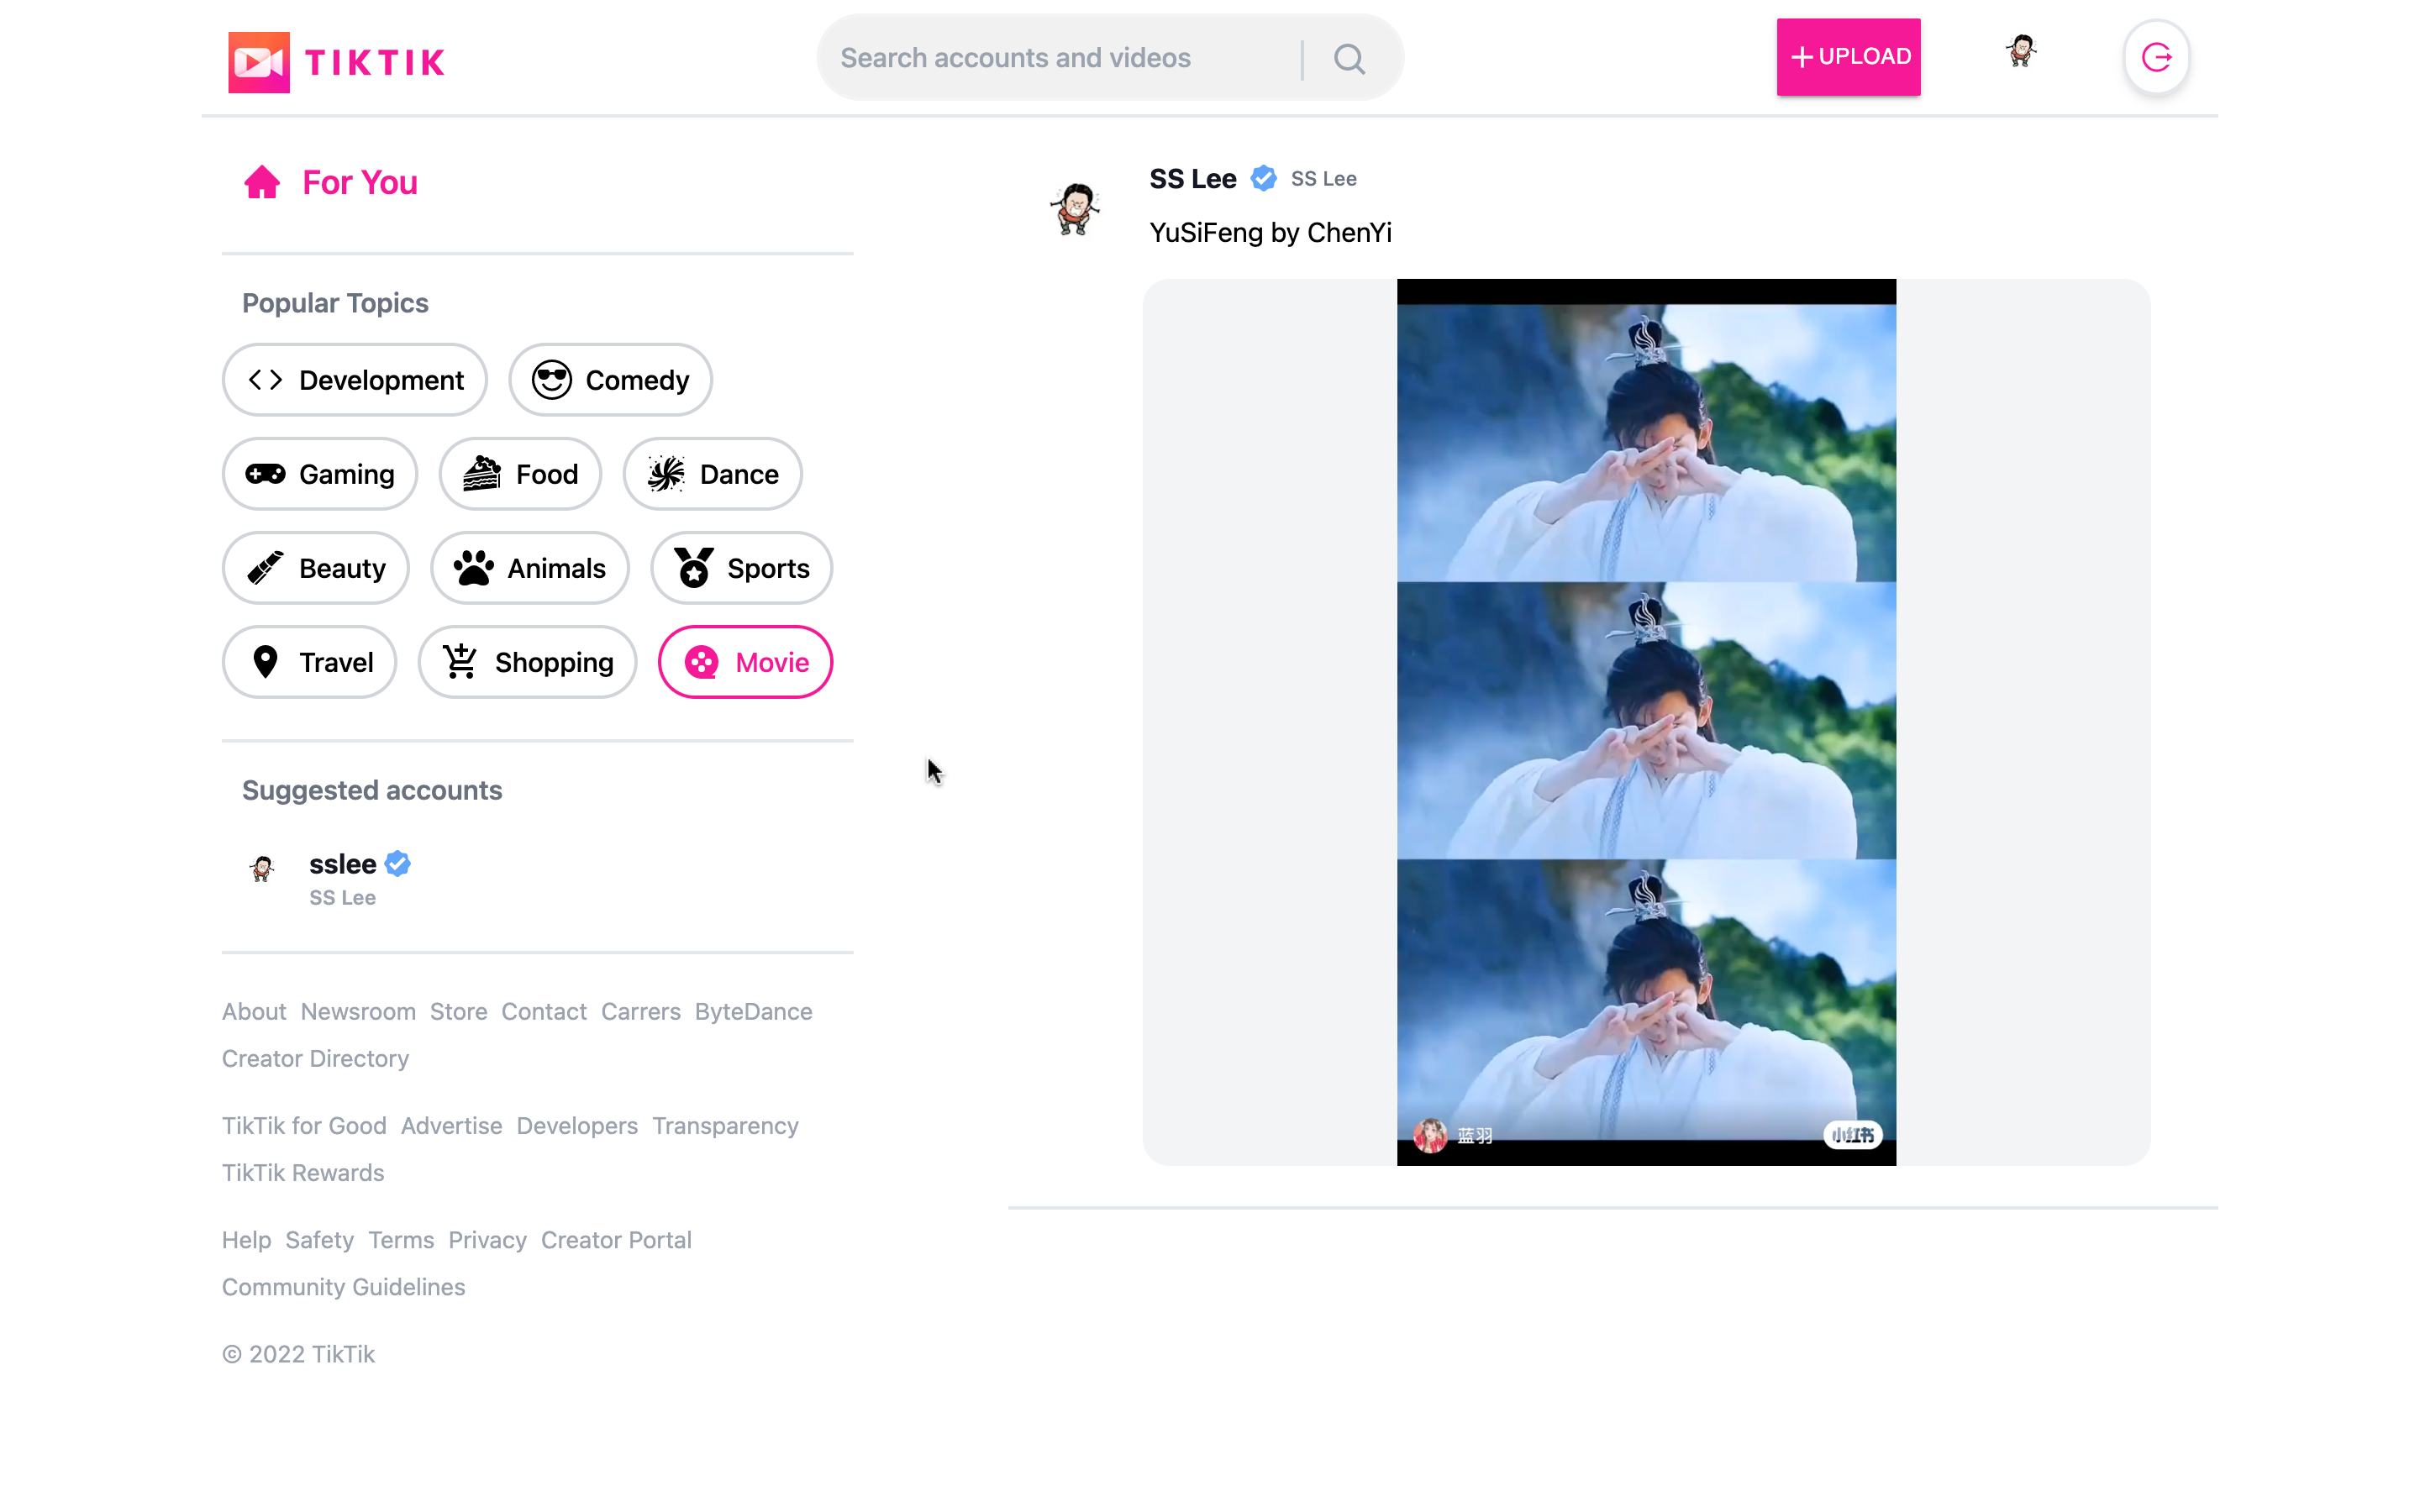 TIKTIK
Search accounts and videos
UPLOAD
For You
Popular Topics
Development
Comedy
Gaming
Food
Dance
Beauty
Animals
Sports
Travel
Shopping
Movie
Suggested accounts
sslee
SS Lee
About Newsroom Store Contact Carrers ByteDance
Creator Directory
TikTik for Good Advertise Developers Transparency
TikTik Rewards
Help Safety Terms Privacy Creator Portal
Community Guidelines
© 2022 TikTik
SS Lee SS Lee
YuSiFeng by ChenYi
蓝羽
小红书